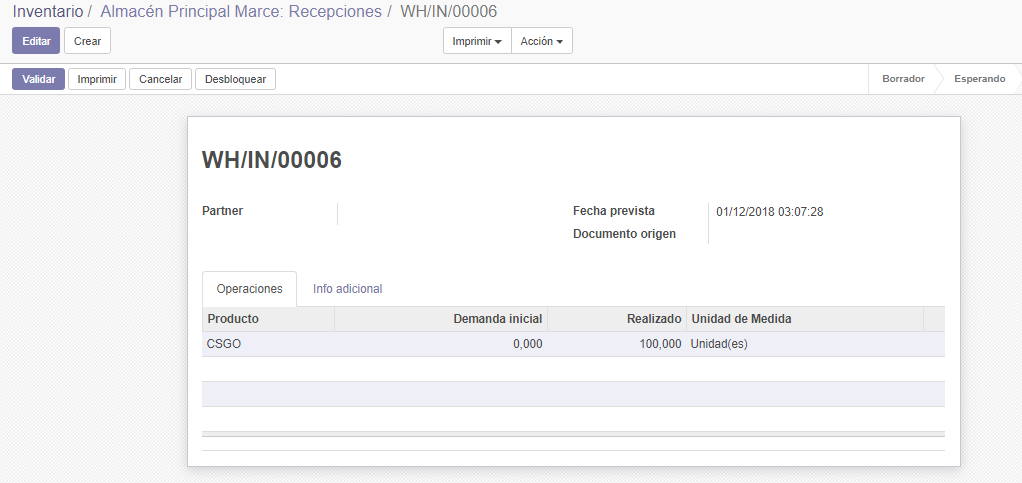 Inventario / Almacén Principal Marce: Recepciones / WH/IN/00006
Editar Crear Imprimir Acción
Validar Imprimir Cancelar Desbloquear Borrador Esperando
WH/IN/00006
Partner Fecha prevista 01/12/2018 03:07:28
Documento origen
Operaciones Info adicional
Producto Demanda inicial Realizado Unidad de Medida
CSGO 0,000 100,000 Unidad(es)